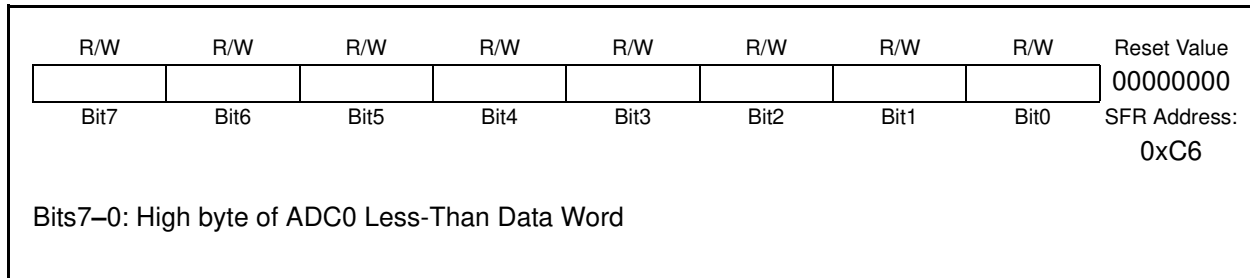 R/W R/W R/W R/W R/W R/W R/W R/W Reset Value
00000000
Bit7 Bit6 Bit5 Bit4 Bit3 Bit2 Bit1 Bit0 SFR Address:
0xC6
Bits7–0: High byte of ADC0 Less-Than Data Word